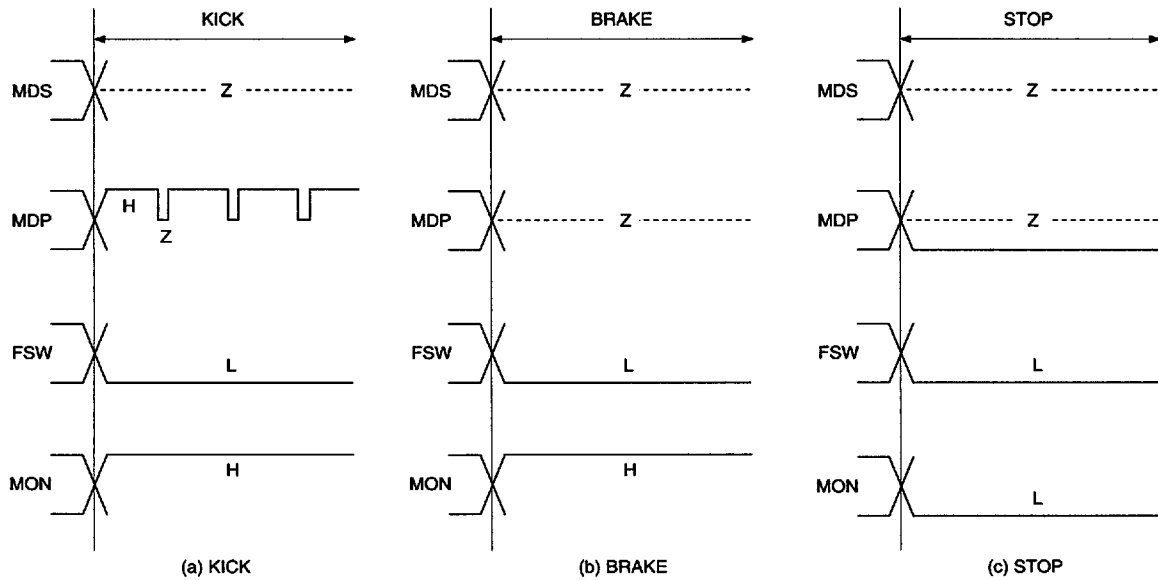 KICK
MDS
Z
MDP
H
Z
FSW
L
MON
H
(a) KICK
BRAKE
MDS
Z
MDP
Z
FSW
L
MON
H
(b) BRAKE
STOP
MDS
Z
MDP
Z
FSW
L
MON
L
(c) STOP